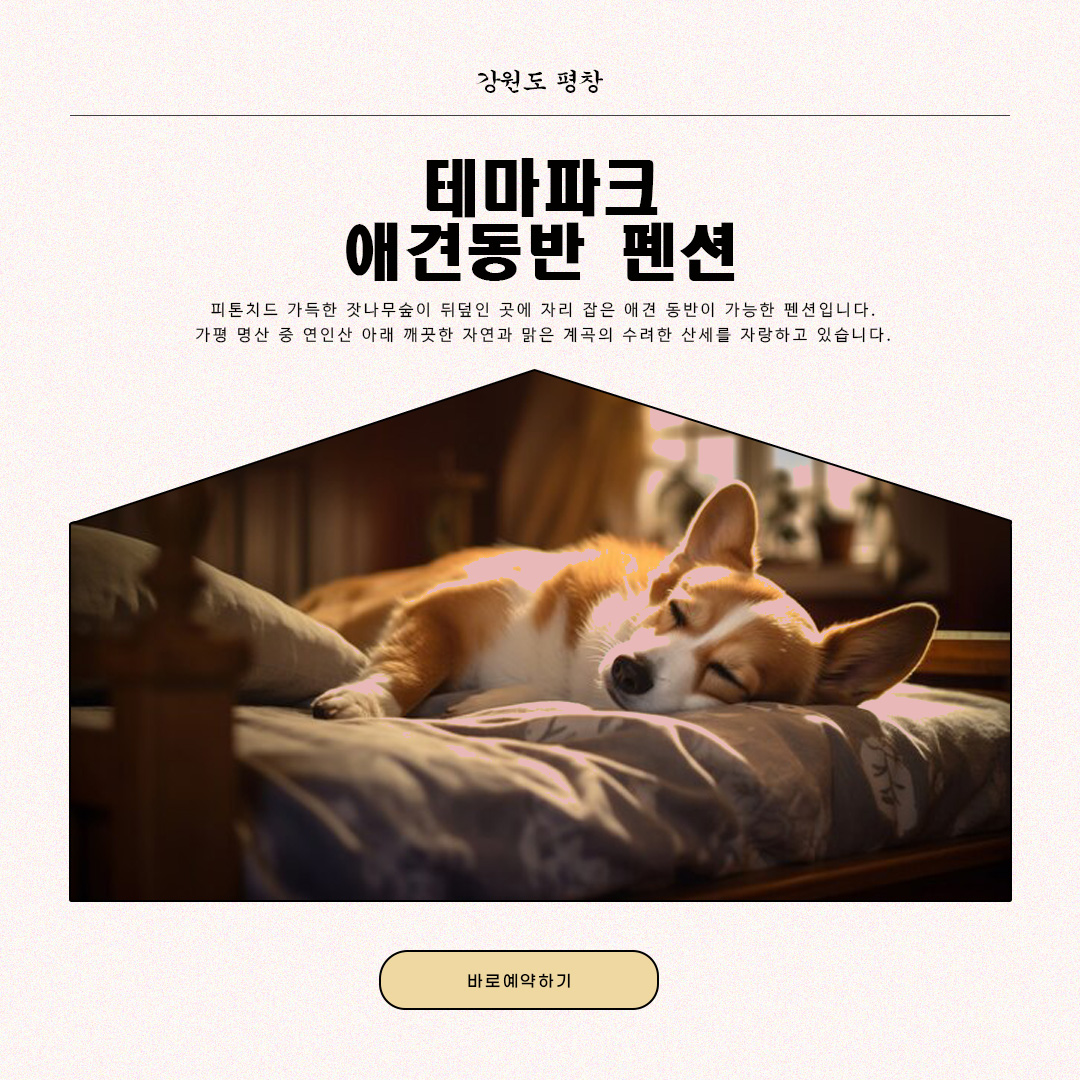 강원도 평창
테마파크
애견동반 펜션
피톤치드 가득한 잣나무숲이 뒤덮인 곳에 자리 잡은 애견 동반이 가능한 펜션입니다.
가평 명산 중 연인산 아래 깨끗한 자연과 맑은 계곡의 수려한 산세를 자랑하고 있습니다.
바로예약하기